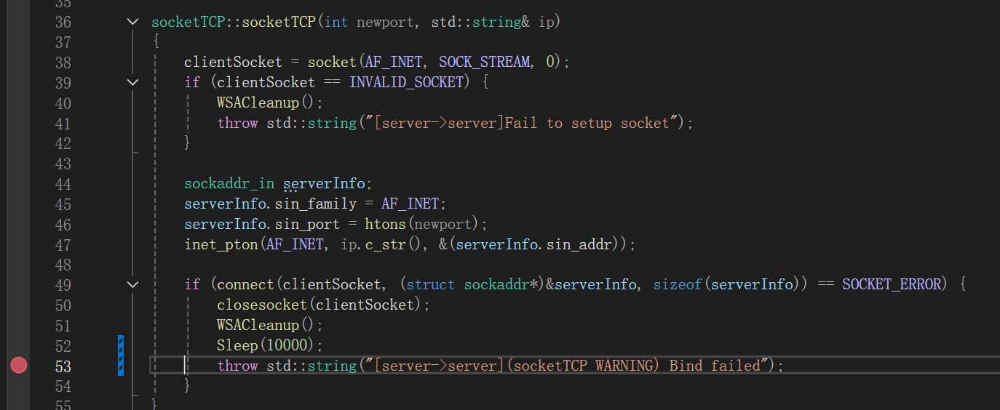 35
36 socketTCP::socketTCP(int newport, std::string& ip)
37 {
38 clientSocket = socket(AF_INET, SOCK_STREAM, 0);
39 if (clientSocket == INVALID_SOCKET) {
40 WSACleanup();
41 throw std::string("[server->server]Fail to setup socket");
42 }
43
44 sockaddr_in serverInfo;
45 serverInfo.sin_family = AF_INET;
46 serverInfo.sin_port = htons(newport);
47 inet_pton(AF_INET, ip.c_str(), &(serverInfo.sin_addr));
48
49 if (connect(clientSocket, (struct sockaddr*)&serverInfo, sizeof(serverInfo)) == SOCKET_ERROR) {
50 closesocket(clientSocket);
51 WSACleanup();
52 Sleep(10000);
53 throw std::string("[server->server](socketTCP WARNING) Bind failed");
54 }
55 }